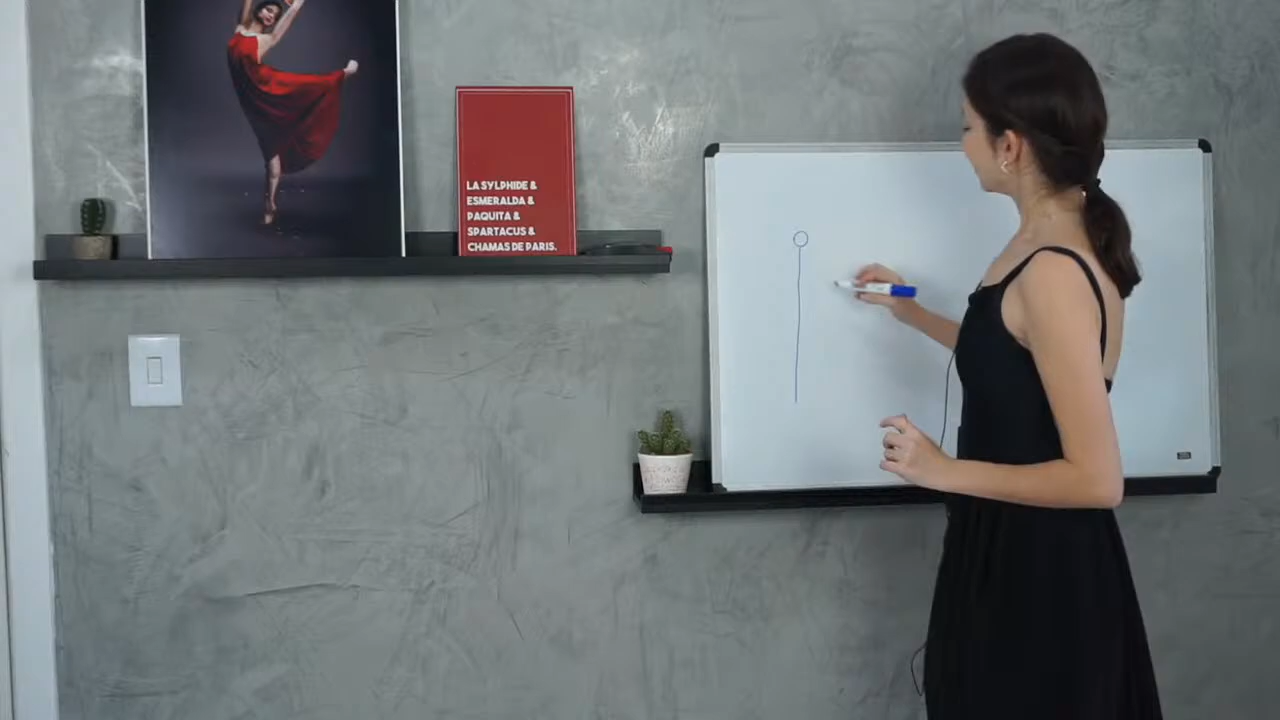 LA SYLPHIDE &
ESMERALDA &
PAQUITA &
SPARTACUS &
CHAMAS DE PARIS.